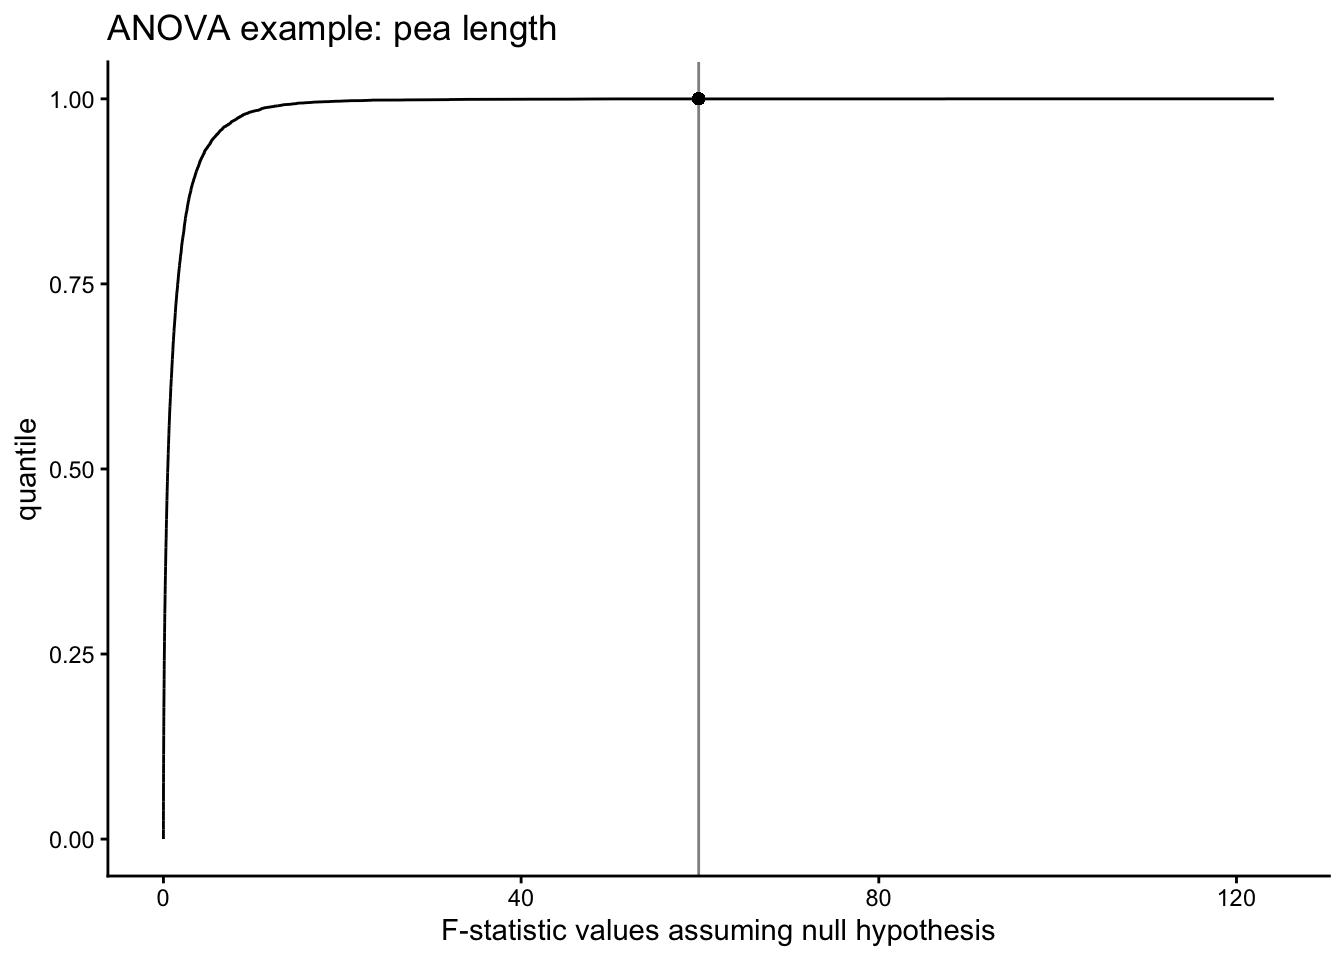 ANOVA example: pea length
1.00
0.75
0.50
0.25
0.00
quantile
0 40 80 120
F-statistic values assuming null hypothesis